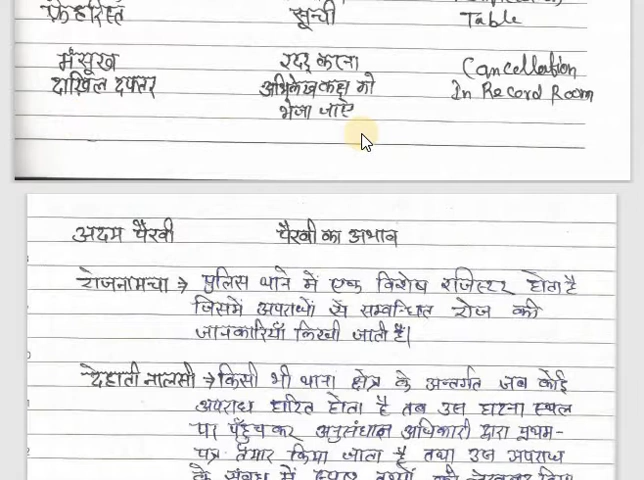 फेहरिस्त सूची Table
मंसूख रद्द करना Cancellation
दाखिल दफ्तर अभिलेख कक्ष को In Record Room
भेजा जाए
अदम पैरवी पैरवी का अभाव
रोजनामचा → पुलिस थाने में एक विशेष रजिस्टर होता है
जिसमें अपराधों से सम्बन्धित रोज की
जानकारियाँ लिखी जाती है।
देहाती नालसी → किसी भी थाना क्षेत्र के अन्तर्गत जब कोई
अपराध घटित होता है तब उस घटना स्थल
पर पहुँचकर अनुसंधान अधिकारी द्वारा प्रथम-
पत्र तैयार किया जाता है तथा उस अपराध
के संबंध में